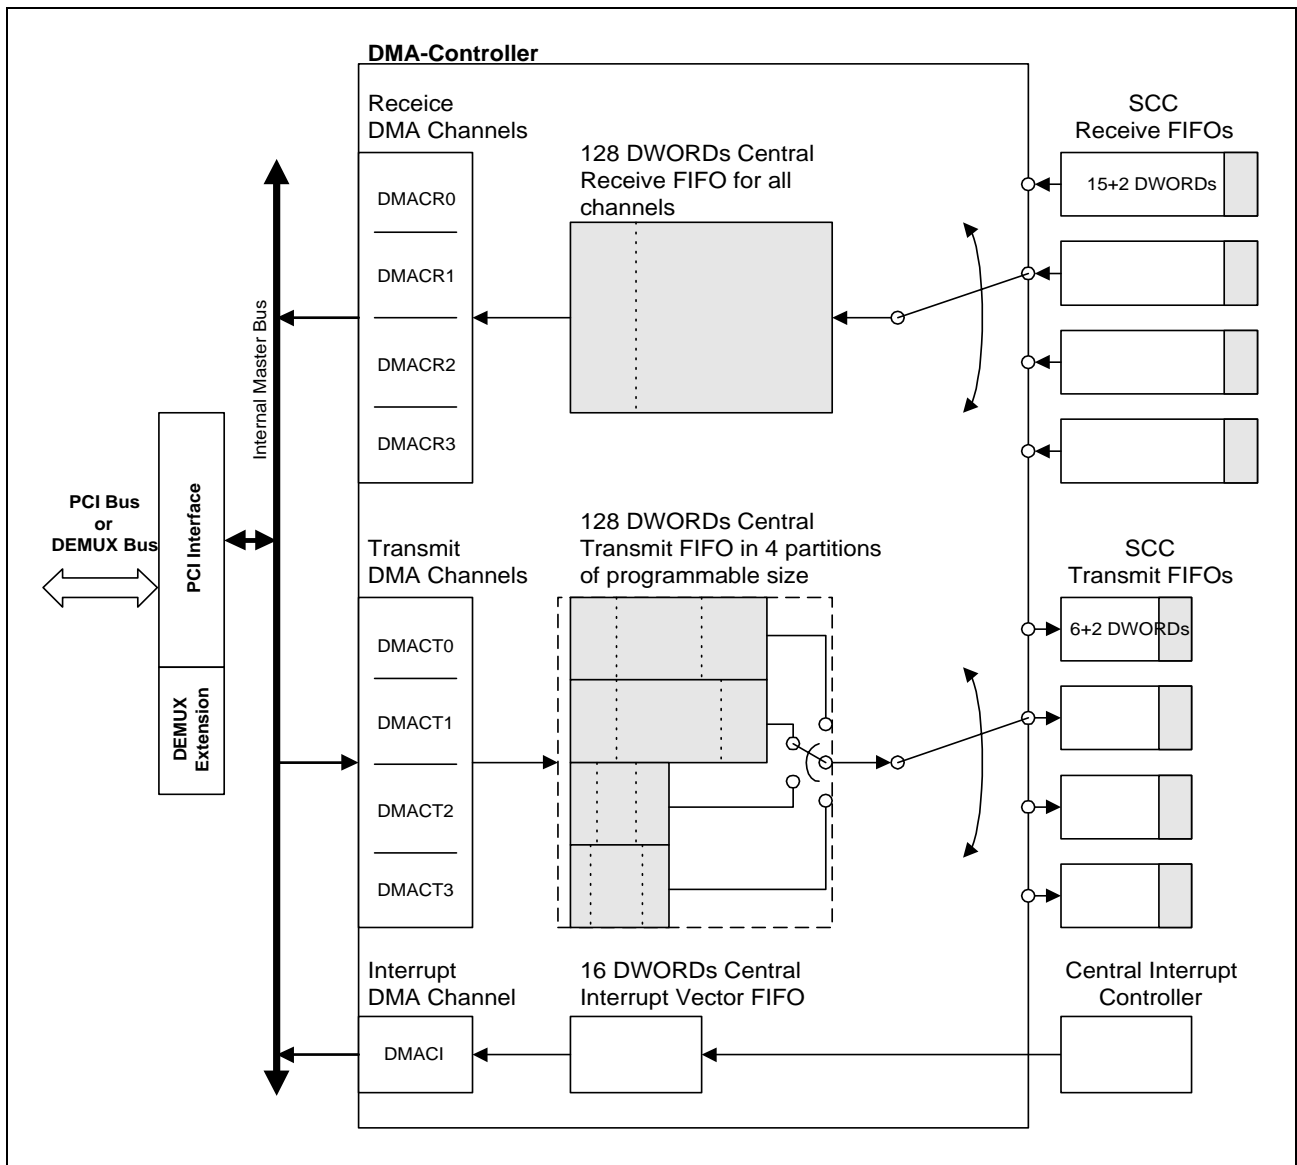 DMA-Controller
Receice
DMA Channels
128 DWORDs Central
Receive FIFO for all
channels
SCC
Receive FIFOs
DMACR0
DMACR1
DMACR2
DMACR3
15+2 DWORDs
Internal Master Bus
PCI Bus
or
DEMUX Bus
PCI Interface
DEMUX
Extension
Transmit
DMA Channels
128 DWORDs Central
Transmit FIFO in 4 partitions
of programmable size
SCC
Transmit FIFOs
DMACT0
DMACT1
DMACT2
DMACT3
6+2 DWORDs
Interrupt
DMA Channel
16 DWORDs Central
Interrupt Vector FIFO
Central Interrupt
Controller
DMACI